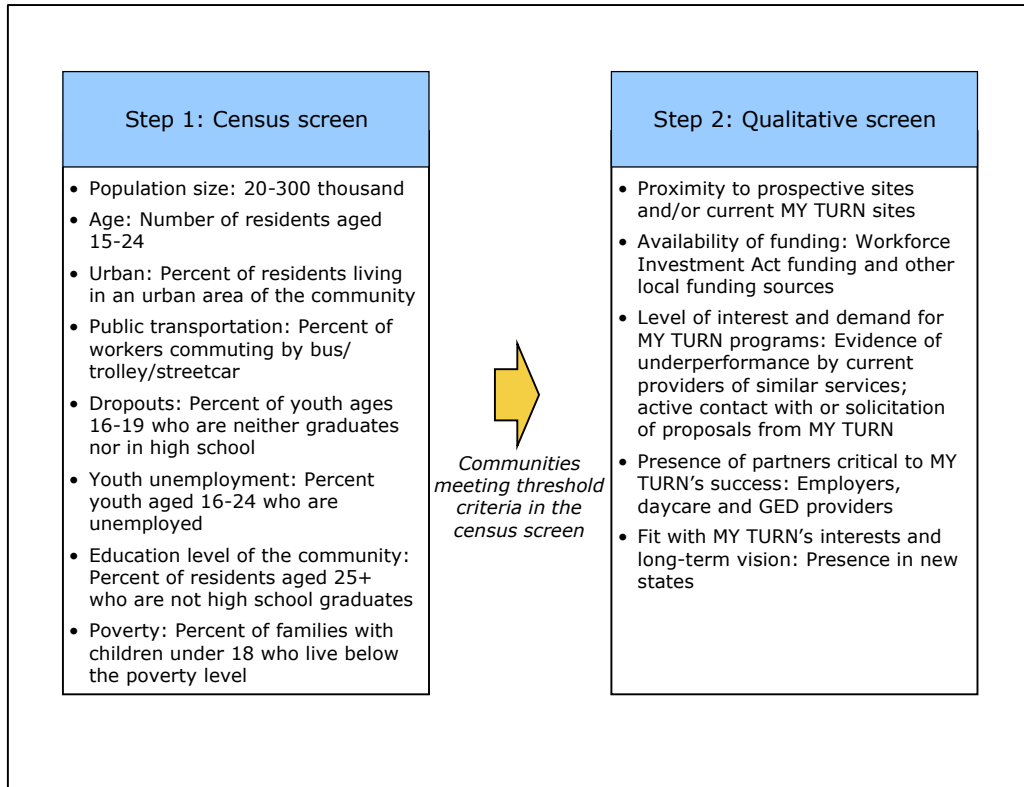 Step 1: Census screen
• Population size: 20-300 thousand
• Age: Number of residents aged
15-24
• Urban: Percent of residents living
in an urban area of the community
• Public transportation: Percent of
workers commuting by bus/
trolley/streetcar
• Dropouts: Percent of youth ages
16-19 who are neither graduates
nor in high school
• Youth unemployment: Percent
youth aged 16-24 who are
unemployed
• Education level of the community:
Percent of residents aged 25+
who are not high school graduates
• Poverty: Percent of families with
children under 18 who live below
the poverty level
Communities
meeting threshold
criteria in the
census screen
Step 2: Qualitative screen
• Proximity to prospective sites
and/or current MY TURN sites
• Availability of funding: Workforce
Investment Act funding and other
local funding sources
• Level of interest and demand for
MY TURN programs: Evidence of
underperformance by current
providers of similar services;
active contact with or solicitation
of proposals from MY TURN
• Presence of partners critical to MY
TURN’s success: Employers,
daycare and GED providers
• Fit with MY TURN’s interests and
long-term vision: Presence in new
states